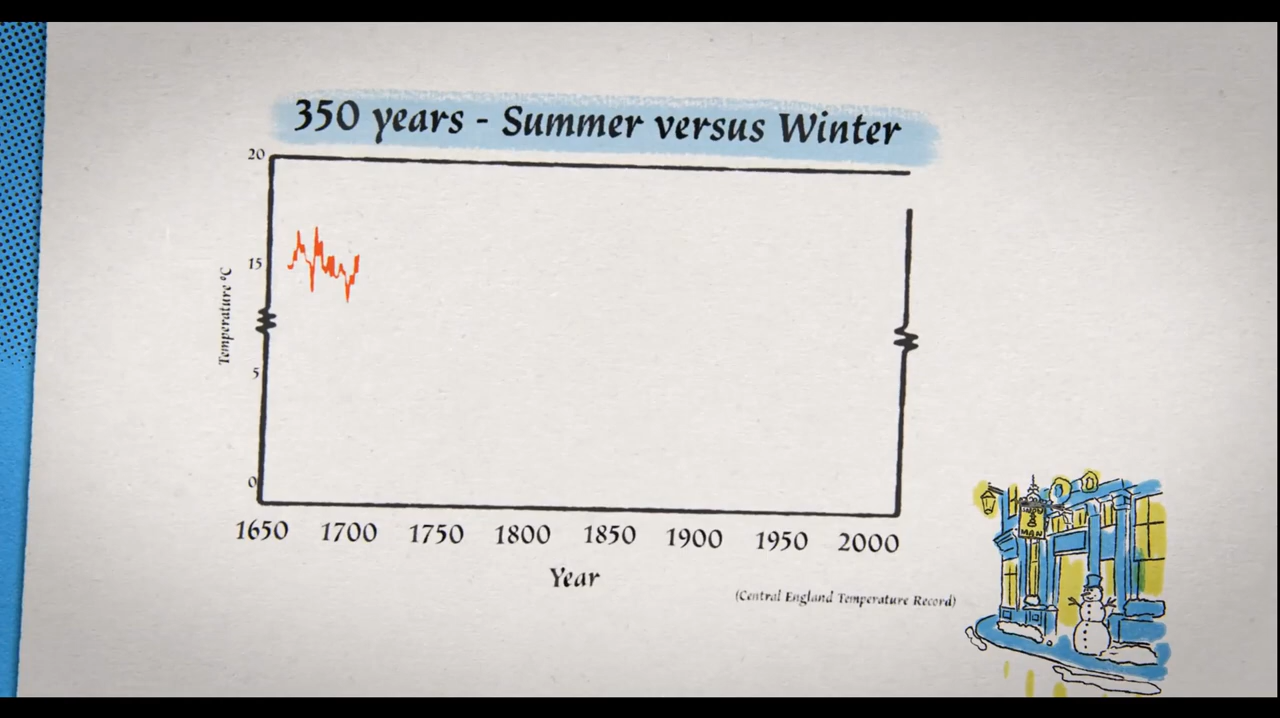 350 years - Summer versus Winter
20
15
5
0
Temperature °C
1650 1700 1750 1800 1850 1900 1950 2000
Year
(Central England Temperature Record)
MAN